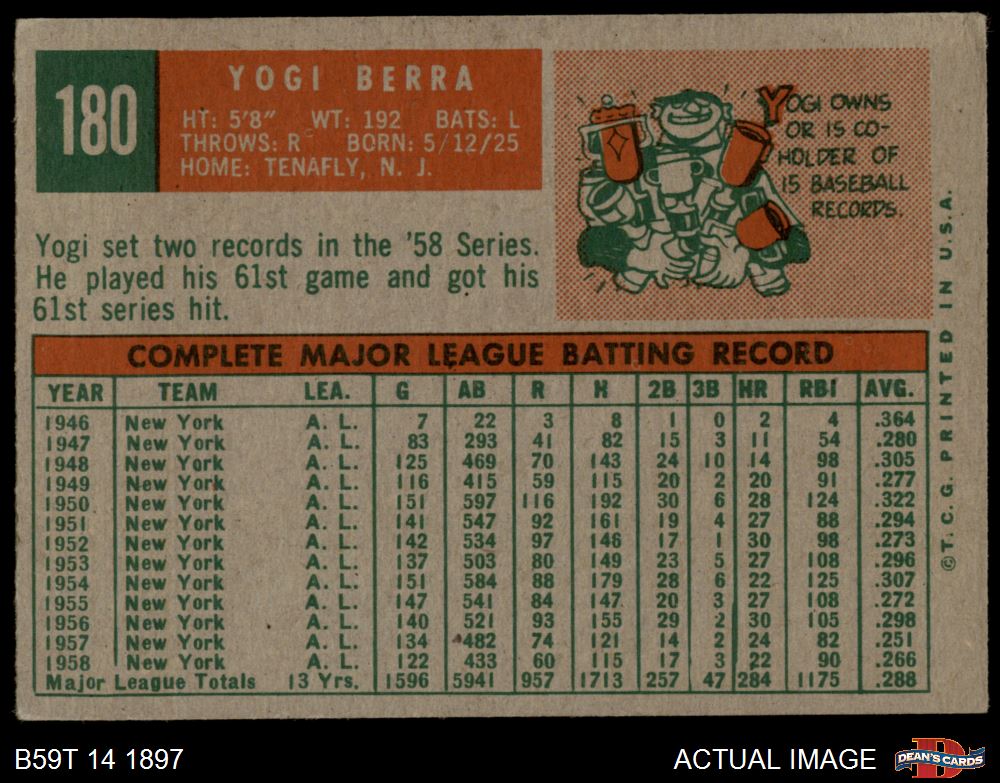 180
YOGI BERRA
HT: 5'8" WT: 192 BATS: L
THROWS: R BORN: 5/12/25
HOME: TENAFLY, N. J.
YOGI OWNS
OR IS CO-
HOLDER OF
15 BASEBALL
RECORDS.
Yogi set two records in the '58 Series.
He played his 61st game and got his
61st series hit.
COMPLETE MAJOR LEAGUE BATTING RECORD
YEAR TEAM LEA. G AB R H 2B 3B HR RBI AVG.
1946 New York A. L. 7 22 3 8 1 0 2 4 .364
1947 New York A. L. 83 293 41 82 15 3 11 54 .280
1948 New York A. L. 125 469 70 143 24 10 14 98 .305
1949 New York A. L. 116 415 59 115 20 2 20 91 .277
1950 New York A. L. 151 597 116 192 30 6 28 124 .322
1951 New York A. L. 141 547 92 161 19 4 27 88 .294
1952 New York A. L. 142 534 97 146 17 1 30 98 .273
1953 New York A. L. 137 503 80 149 23 5 27 108 .296
1954 New York A. L. 151 584 88 179 28 6 22 125 .307
1955 New York A. L. 147 541 84 147 20 3 27 108 .272
1956 New York A. L. 140 521 93 155 29 2 30 105 .298
1957 New York A. L. 134 482 74 121 14 2 24 82 .251
1958 New York A. L. 122 433 60 115 17 3 22 90 .266
Major League Totals 13 Yrs. 1596 5941 957 1713 257 47 284 1175 .288
©T. C. G. PRINTED IN U.S.A.
B59T 14 1897
ACTUAL IMAGE
D
DEAN'S CARDS